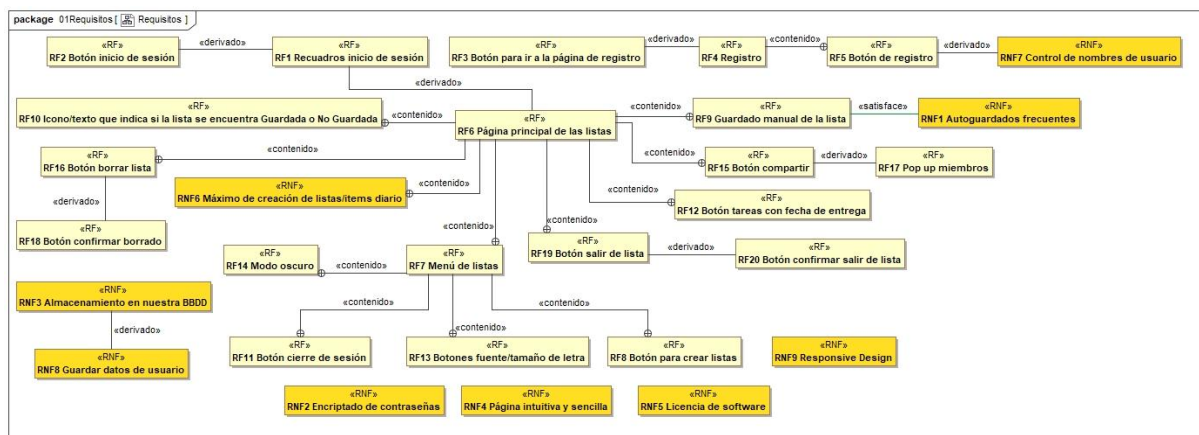 package 01Requisitos [ Requisitos ]
«RF»
RF2 Botón inicio de sesión
«derivado»
«RF»
RF1 Recuadros inicio de sesión
«RF»
RF3 Botón para ir a la página de registro
«derivado»
«RF»
RF4 Registro
«contenido»
«RF»
RF5 Botón de registro
«derivado»
«RNF»
RNF7 Control de nombres de usuario
«derivado»
«RF»
RF10 Icono/texto que indica si la lista se encuentra Guardada o No Guardada
«contenido»
«RF»
RF6 Página principal de las listas
«contenido»
«RF»
RF9 Guardado manual de la lista
«satisface»
«RNF»
RNF1 Autoguardados frecuentes
«RF»
RF16 Botón borrar lista
«contenido»
«contenido»
«RF»
RF15 Botón compartir
«derivado»
«RF»
RF17 Pop up miembros
«RNF»
RNF6 Máximo de creación de listas/items diario
«contenido»
«contenido»
«RF»
RF12 Botón tareas con fecha de entrega
«derivado»
«RF»
RF18 Botón confirmar borrado
«contenido»
«contenido»
«RF»
RF19 Botón salir de lista
«derivado»
«RF»
RF20 Botón confirmar salir de lista
«RF»
RF14 Modo oscuro
«contenido»
«RF»
RF7 Menú de listas
«RNF»
RNF3 Almacenamiento en nuestra BBDD
«derivado»
«RNF»
RNF8 Guardar datos de usuario
«contenido»
«contenido»
«contenido»
«RF»
RF11 Botón cierre de sesión
«RF»
RF13 Botones fuente/tamaño de letra
«RF»
RF8 Botón para crear listas
«RNF»
RNF9 Responsive Design
«RNF»
RNF2 Encriptado de contraseñas
«RNF»
RNF4 Página intuitiva y sencilla
«RNF»
RNF5 Licencia de software